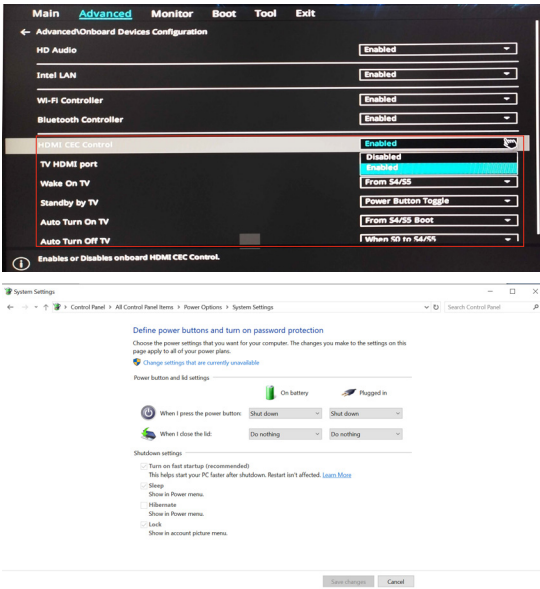 Main Advanced Monitor Boot Tool Exit
← Advanced\Onboard Devices Configuration
HD Audio Enabled
Intel LAN Enabled
Wi-Fi Controller Enabled
Bluetooth Controller Enabled
HDMI CEC Control Enabled
Disabled
TV HDMI port Enabled
Wake On TV From S4/S5
Standby by TV Power Button Toggle
Auto Turn On TV From S4/S5 Boot
Auto Turn Off TV When S0 to S4/S5
Enables or Disables onboard HDMI CEC Control.
System Settings
Control Panel > All Control Panel Items > Power Options > System Settings Search Control Panel
Define power buttons and turn on password protection
Choose the power settings that you want for your computer. The changes you make to the settings on this
page apply to all of your power plans.
Change settings that are currently unavailable
Power button and lid settings
On battery Plugged in
When I press the power button: Shut down Shut down
When I close the lid: Do nothing Do nothing
Shutdown settings
Turn on fast startup (recommended)
This helps start your PC faster after shutdown. Restart isn't affected. Learn More
Sleep
Show in Power menu.
Hibernate
Show in Power menu.
Lock
Show in account picture menu.
Save changes Cancel